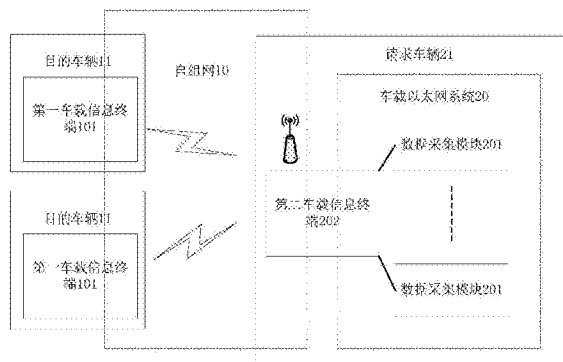 目的车辆11
第一车载信息终
端101
目的车辆11
第一车载信息终
端101
自组网10
请求车辆21
车载以太网系统20
数据采集模块201
第二车载信息终
端202
数据采集模块201